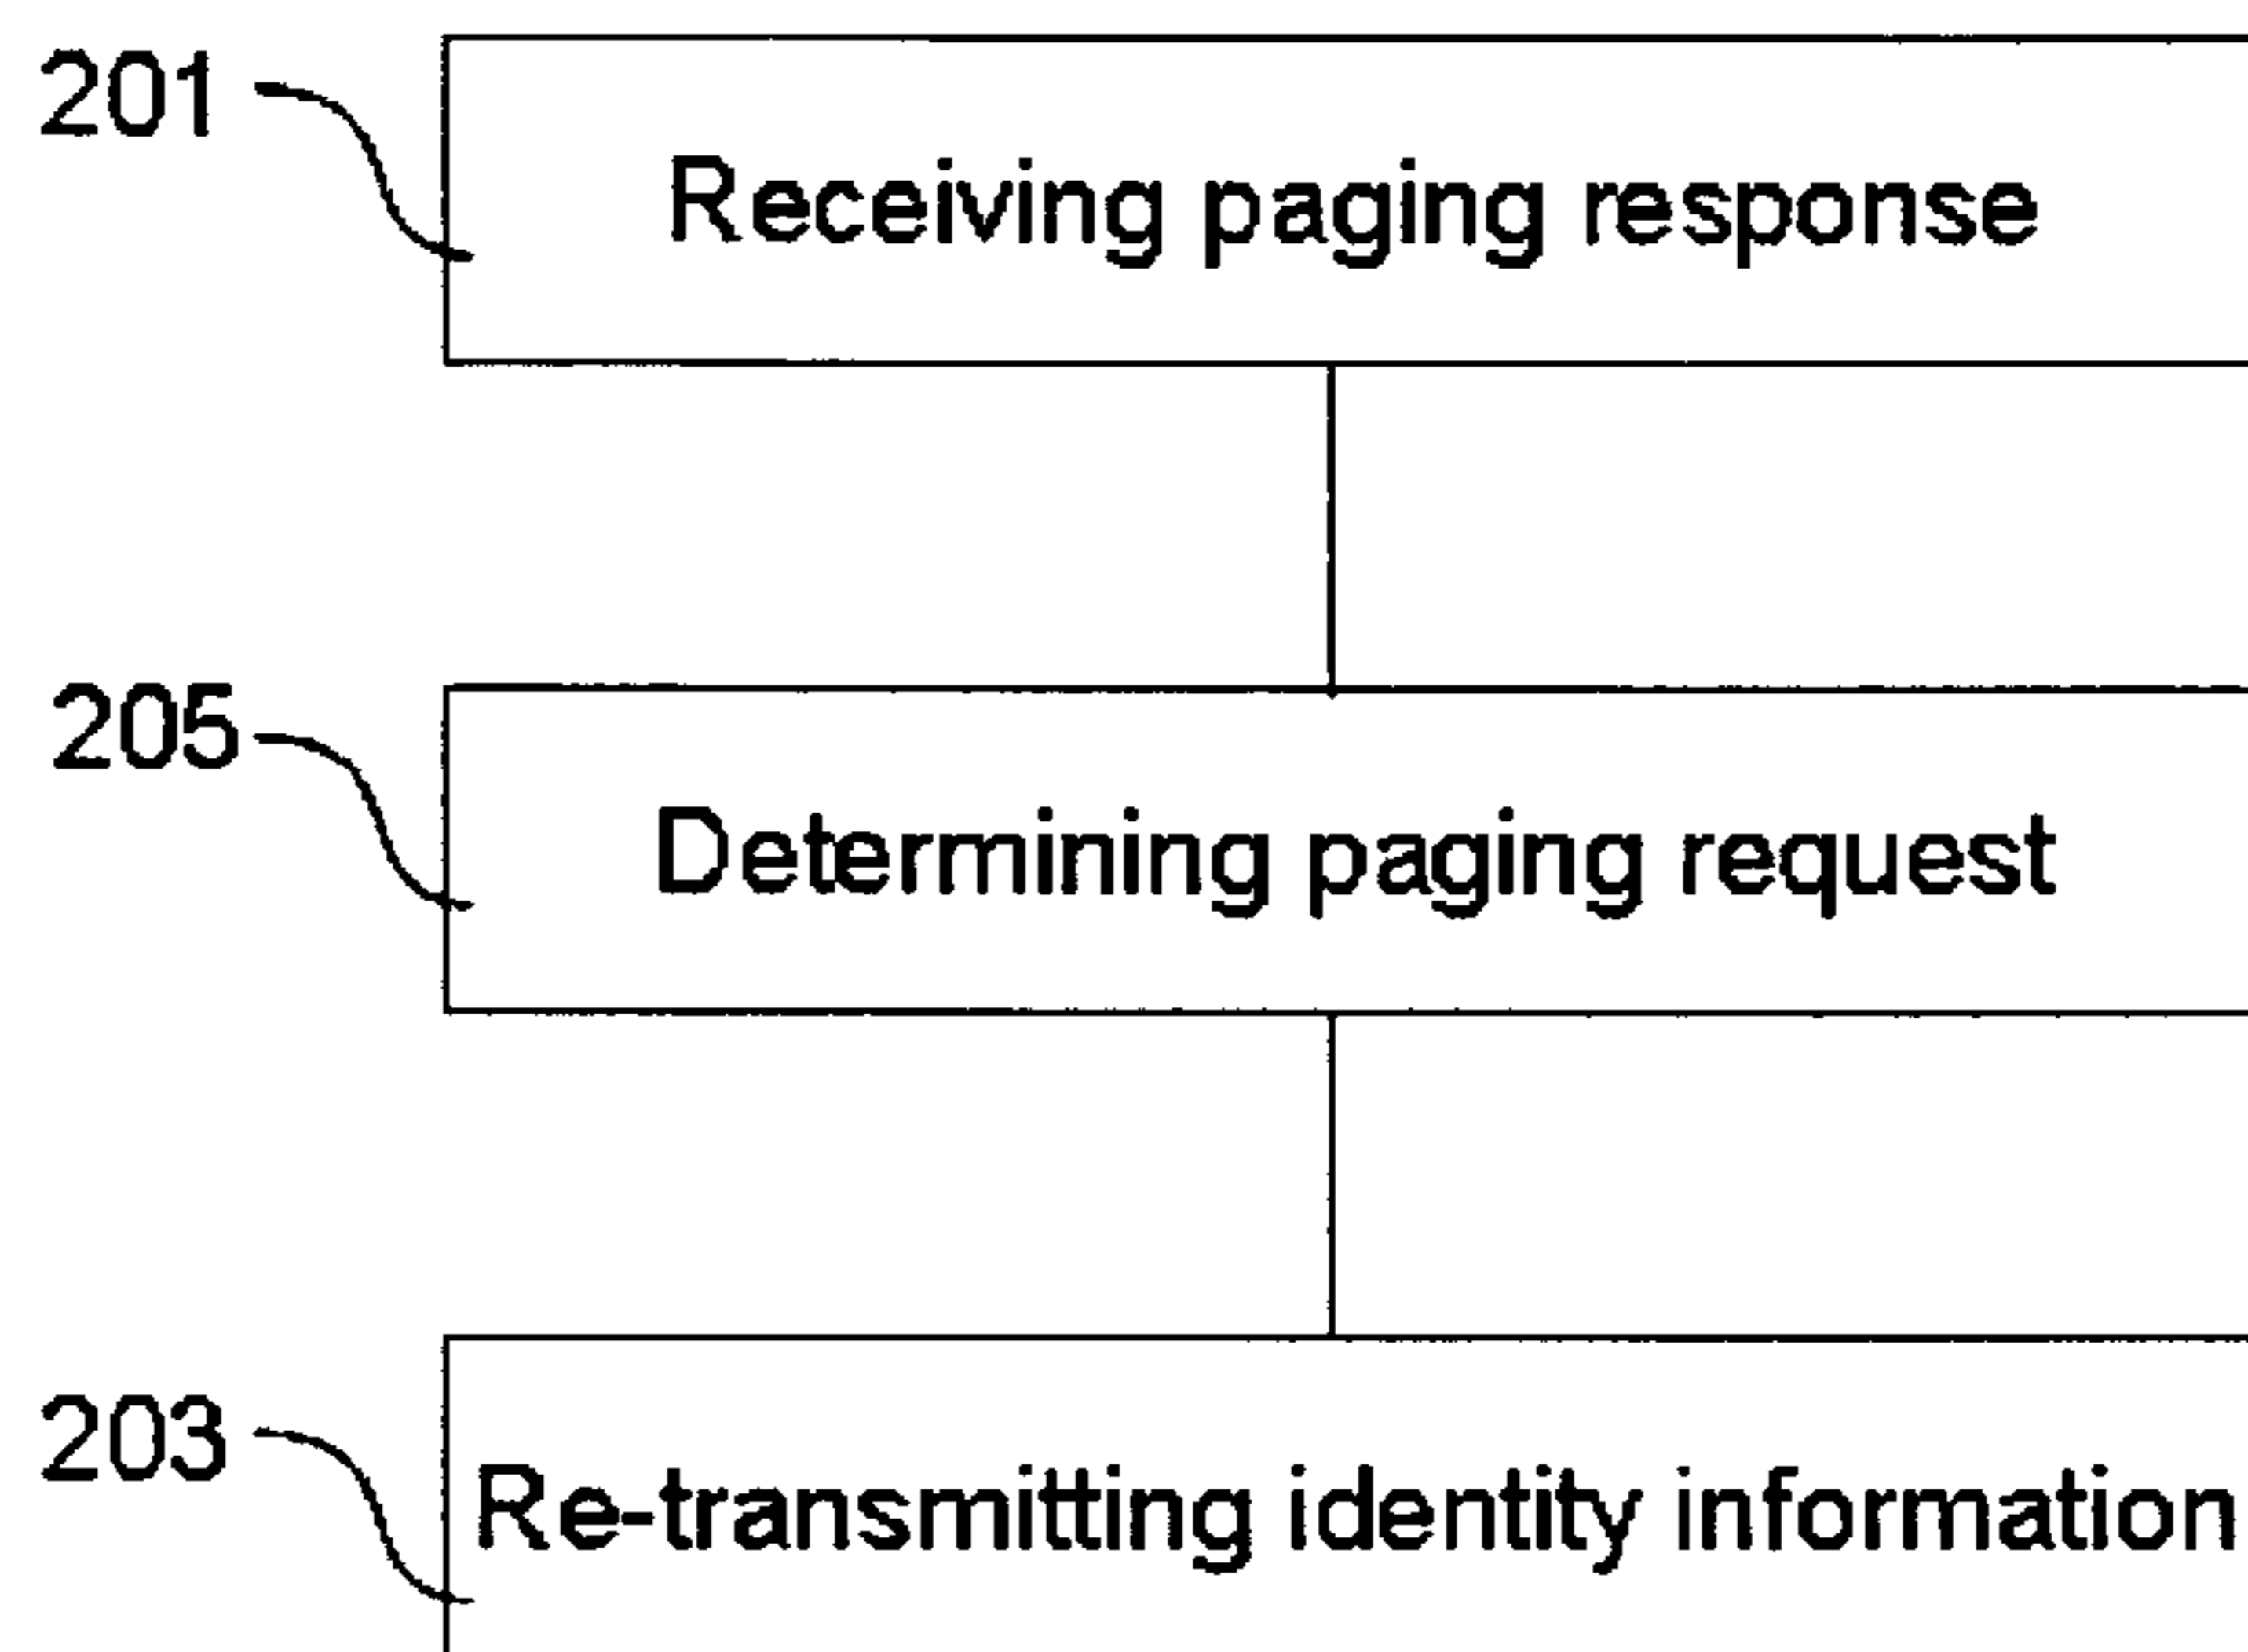 201
Receiving paging response
205
Determining paging request
203
Re-transmitting identity information